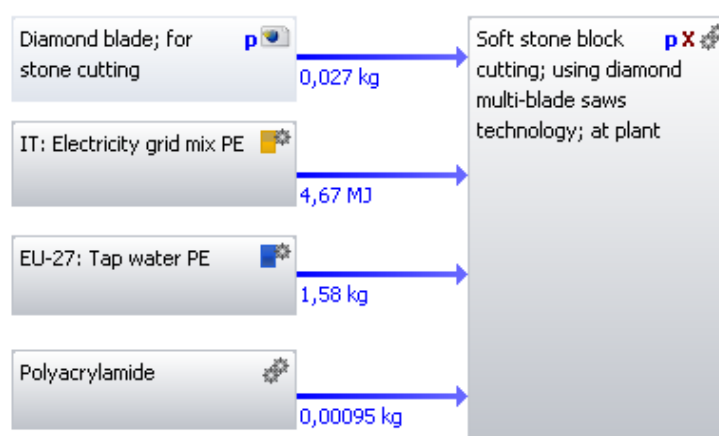 Diamond blade; for p
stone cutting
0,027 kg
IT: Electricity grid mix PE
4,67 MJ
EU-27: Tap water PE
1,58 kg
Polyacrylamide
0,00095 kg
Soft stone block pX
cutting; using diamond
multi-blade saws
technology; at plant